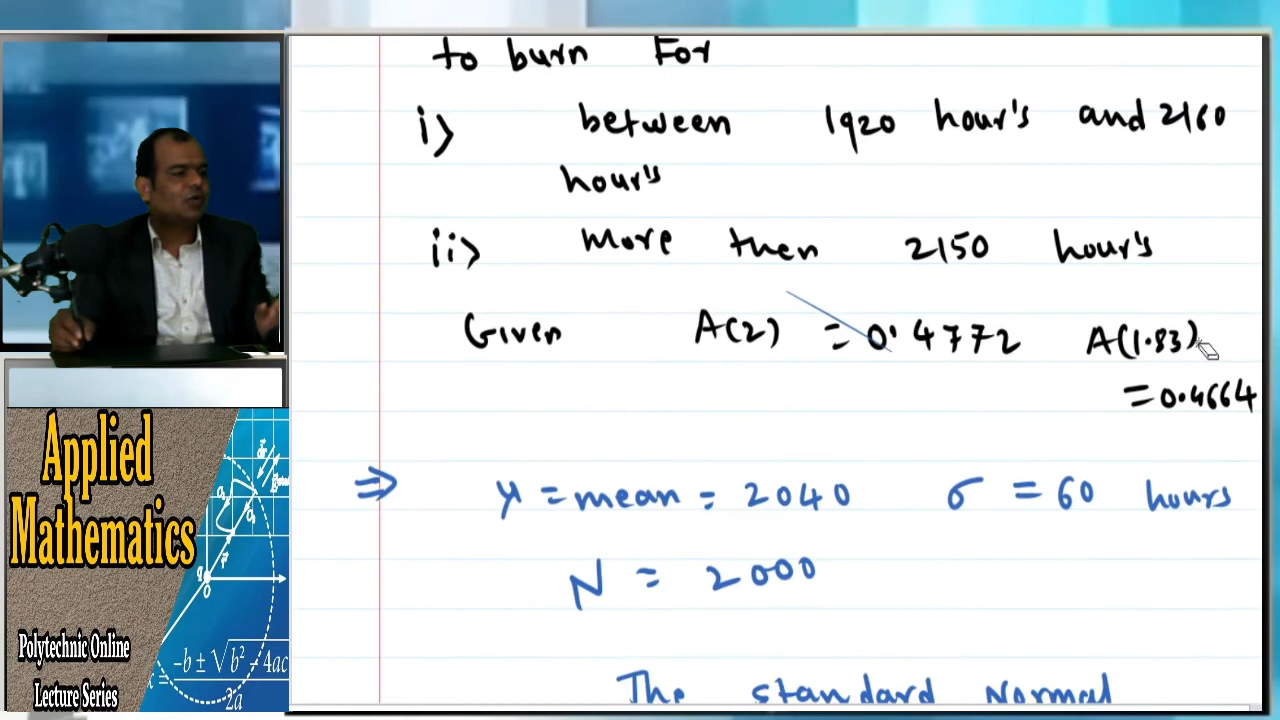 to burn For
i) between 1920 hour's and 2160
hour's
ii) More then 2150 hour's
Given A(2) = 0.4772 A(1.83)
= 0.4664
⇒ μ = mean = 2040 σ = 60 hours
N = 2000
The standard Normal
Applied
Mathematics
Polytechnic Online
Lecture Series
-b ± √b² - 4ac
2a